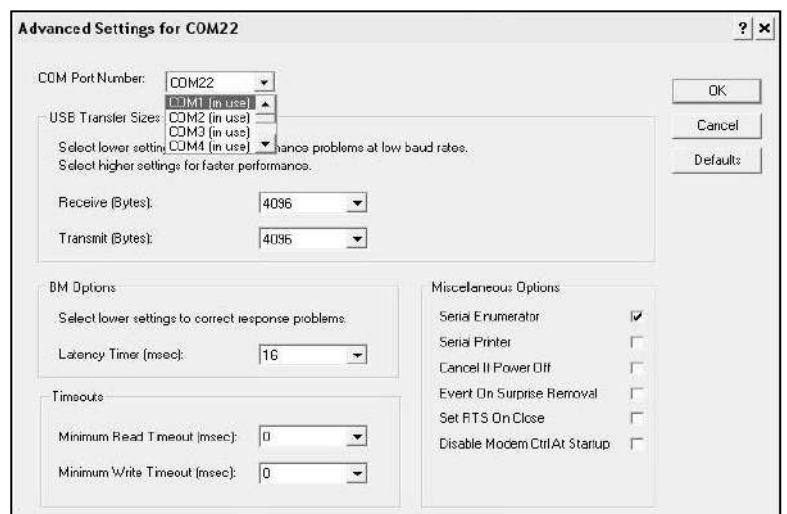 Advanced Settings for COM22
? ×
COM Port Number:
COM22
COM1 (in use)
COM2 (in use)
COM3 (in use)
COM4 (in use)
OK
Cancel
Defaults
USB Transfer Sizes
Select lower settin mance problems at low baud rates.
Select higher settings for faster performance.
Receive (Bytes):
4096
Transmit (Bytes):
4096
BM Options
Select lower settings to correct response problems.
Latency Timer (msec):
16
Timeouts
Minimum Read Timeout (msec):
0
Minimum Write Timeout (msec):
0
Miscellaneous Options
Serial Enumerator
Serial Printer
Cancel If Power Off
Event On Surprise Removal
Set RTS On Close
Disable Modem Ctrl At Startup